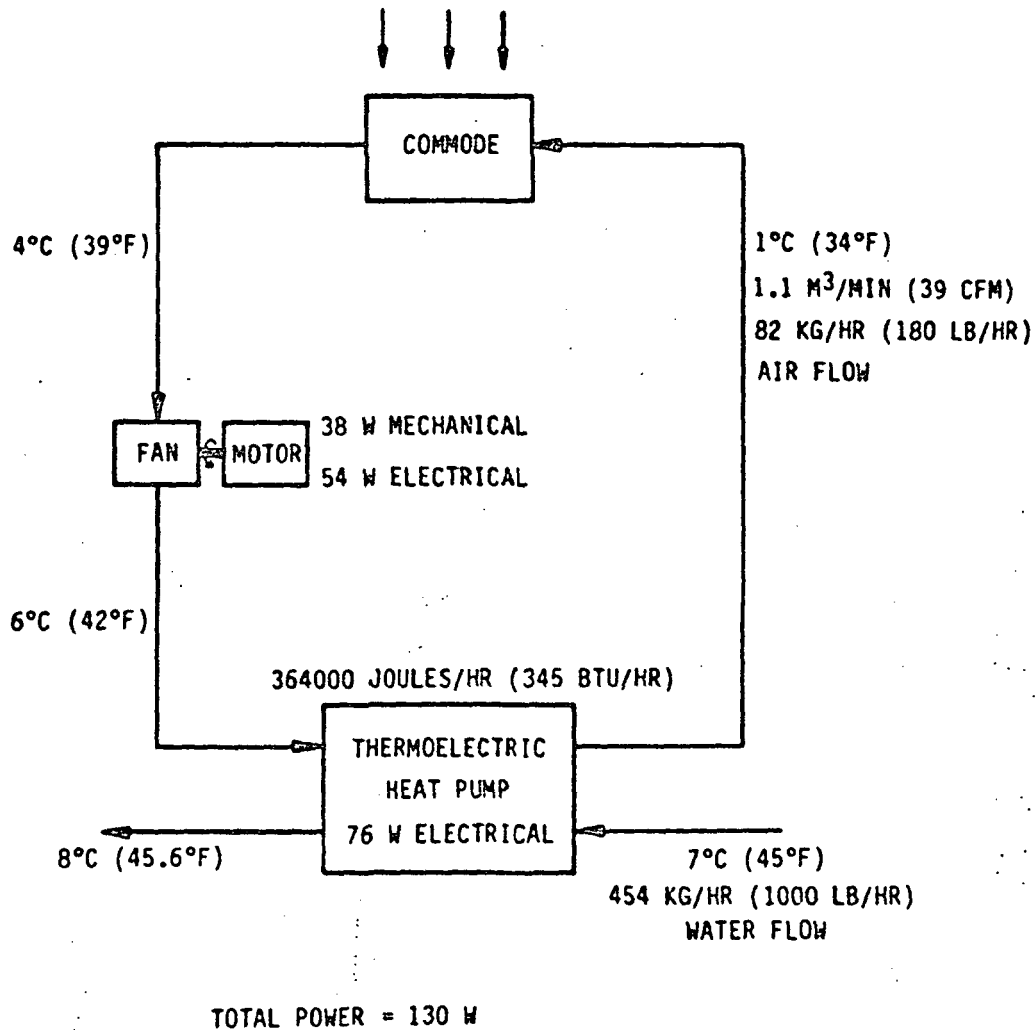 COMMODE
4°C (39°F)
1°C (34°F)
1.1 M³/MIN (39 CFM)
82 KG/HR (180 LB/HR)
AIR FLOW
FAN
MOTOR
38 W MECHANICAL
54 W ELECTRICAL
6°C (42°F)
364000 JOULES/HR (345 BTU/HR)
THERMOELECTRIC
HEAT PUMP
76 W ELECTRICAL
8°C (45.6°F)
7°C (45°F)
454 KG/HR (1000 LB/HR)
WATER FLOW
TOTAL POWER = 130 W